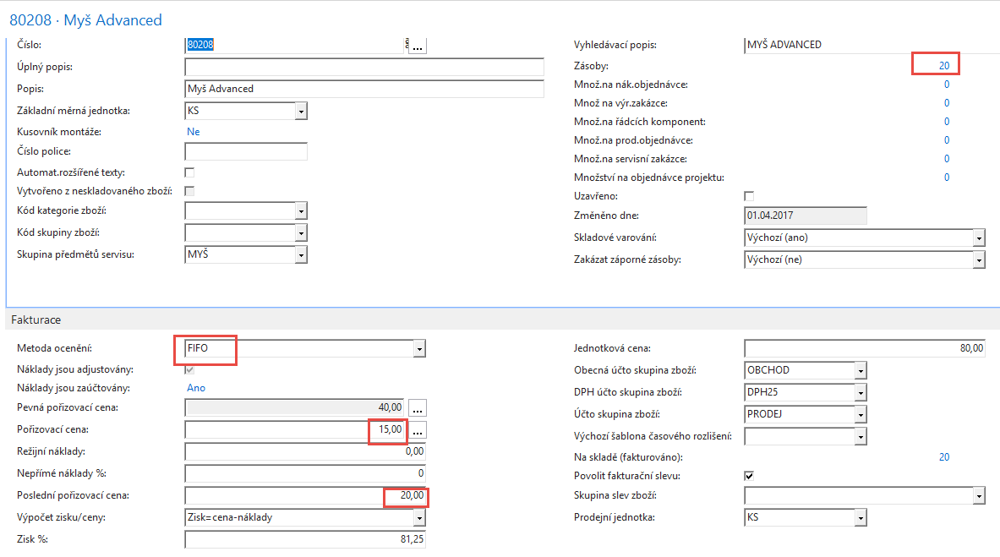 80208 · Myš Advanced
Číslo: 80208 ...
Úplný popis:
Popis: Myš Advanced
Základní měrná jednotka: KS
Kusovník montáže: Ne
Číslo police:
Automat.rozšířené texty:
Vytvořeno z neskladovaného zboží:
Kód kategorie zboží:
Kód skupiny zboží:
Skupina předmětů servisu: MYŠ
Vyhledávací popis: MYŠ ADVANCED
Zásoby: 20
Množ.na nák.objednávce: 0
Množ na výr.zakázce: 0
Množ.na řádcích komponent: 0
Množ.na prod.objednávce: 0
Množ.na servisní zakázce: 0
Množství na objednávce projektu: 0
Uzavřeno:
Změněno dne: 01.04.2017
Skladové varování: Výchozí (ano)
Zakázat záporné zásoby: Výchozí (ne)
Fakturace
Metoda ocenění: FIFO
Náklady jsou adjustovány:
Náklady jsou zaúčtovány: Ano
Pevná pořizovací cena: 40,00 ...
Pořizovací cena: 15,00 ...
Režijní náklady: 0,00
Nepřímé náklady %: 0
Poslední pořizovací cena: 20,00
Výpočet zisku/ceny: Zisk=cena-náklady
Zisk %: 81,25
Jednotková cena: 80,00
Obecná účto skupina zboží: OBCHOD
DPH účto skupina zboží: DPH25
Účto skupina zboží: PRODEJ
Výchozí šablona časového rozlišení:
Na skladě (fakturováno): 20
Povolit fakturační slevu:
Skupina slev zboží:
Prodejní jednotka: KS